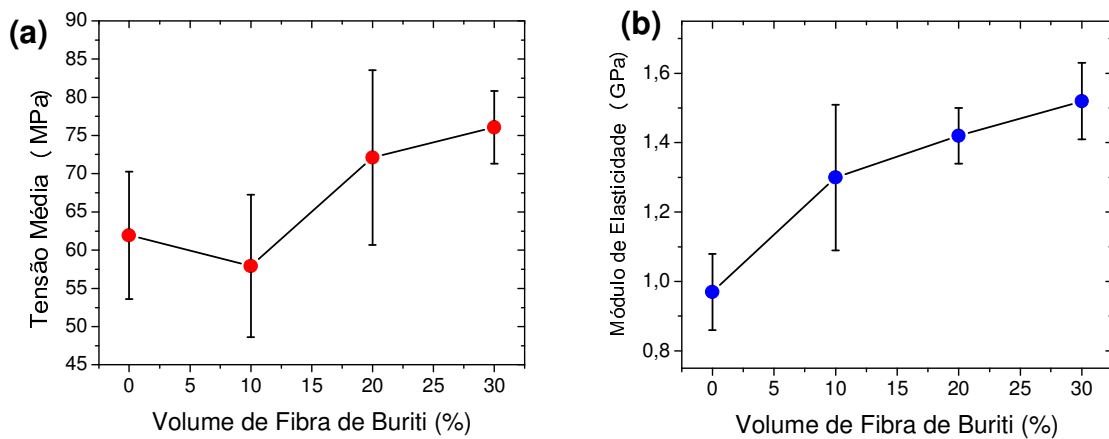 (a)
90
85
80
75
70
65
60
55
50
45
Tensão Média ( MPa)
0 5 10 15 20 25 30
Volume de Fibra de Buriti (%)
(b)
1,6
1,4
1,2
1,0
0,8
Módulo de Elasticidade ( GPa)
0 5 10 15 20 25 30
Volume de Fibra de Buriti (%)